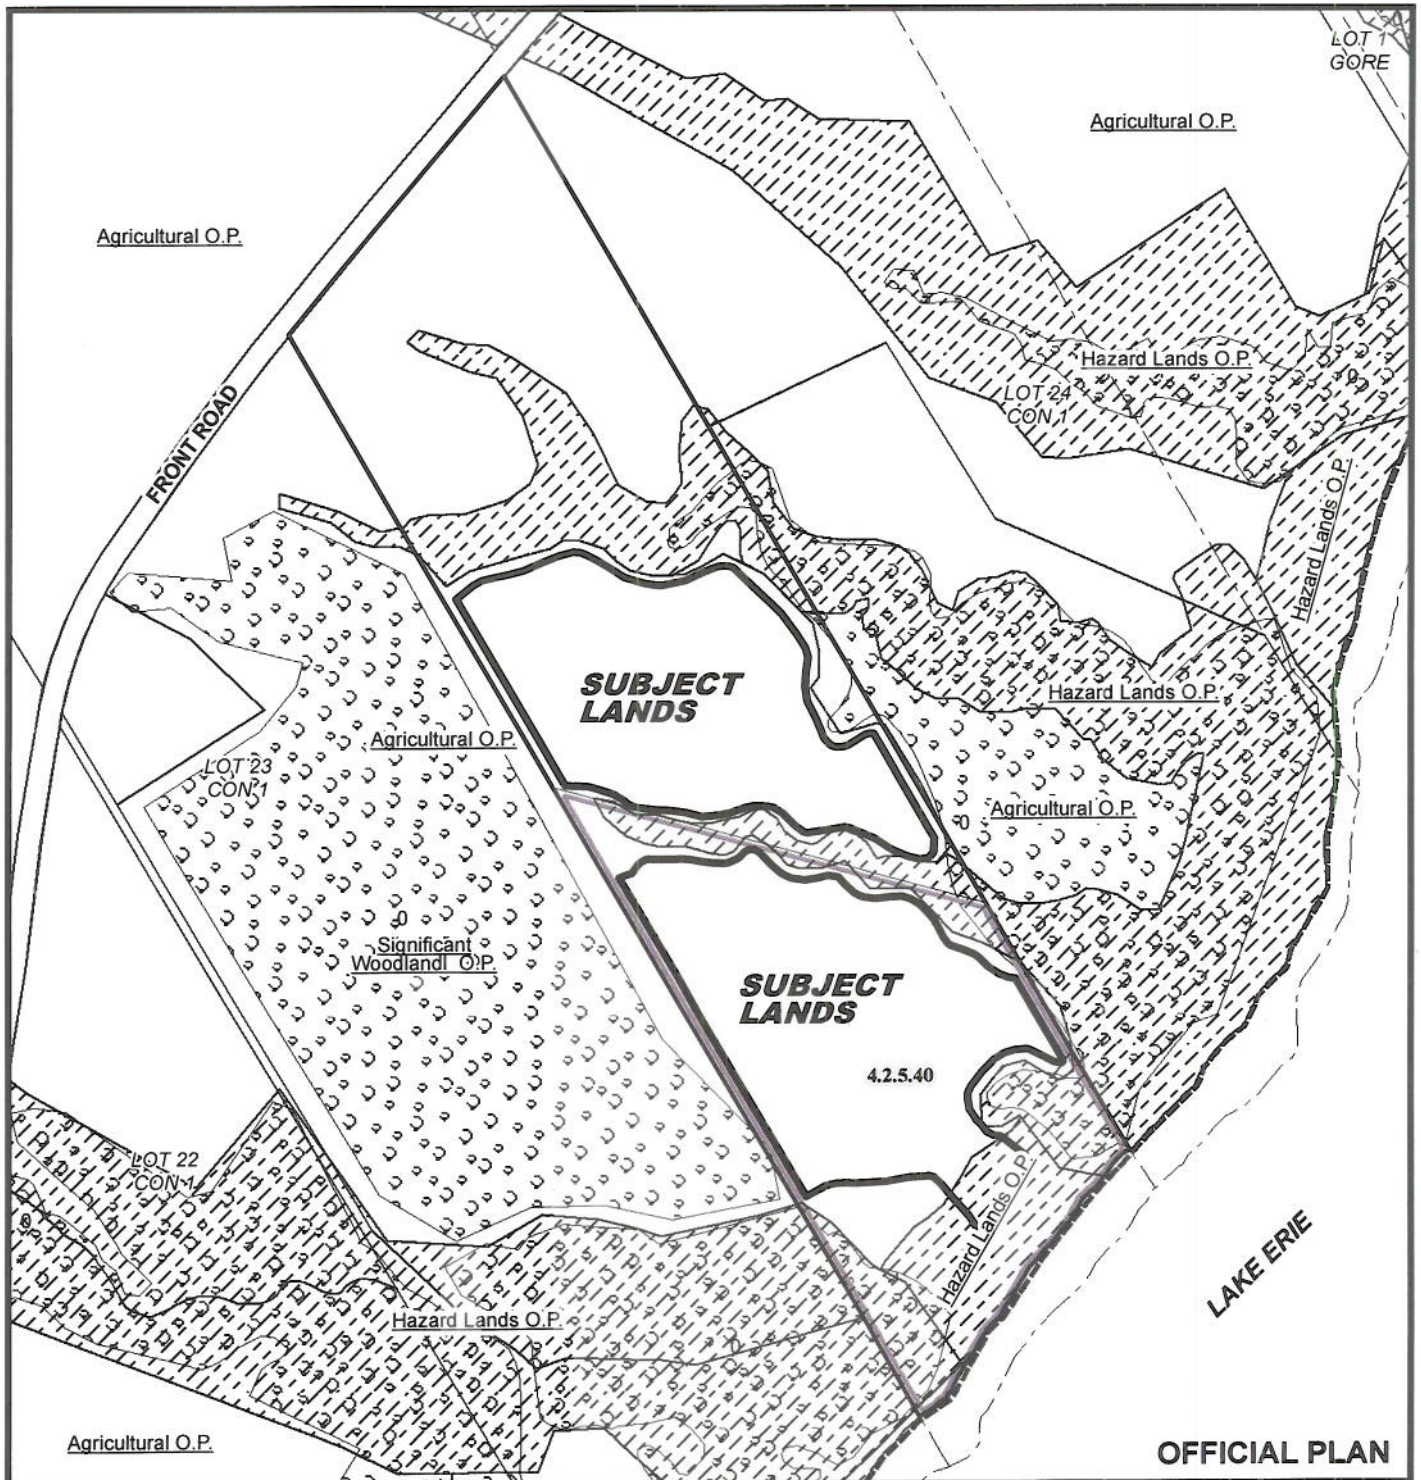 LOT 1
GORE
Agricultural O.P.
Agricultural O.P.
Hazard Lands O.P.
LOT 24
CON 1
FRONT ROAD
Hazard Lands O.P.
SUBJECT
LANDS
Hazard Lands O.P.
Agricultural O.P.
LOT 23
CON 1
Agricultural O.P.
Significant
Woodlandl O.P.
SUBJECT
LANDS
4.2.5.40
LOT 22
CON 1
Hazard Lands O.P.
LAKE ERIE
Hazard Lands O.P.
Agricultural O.P.
OFFICIAL PLAN